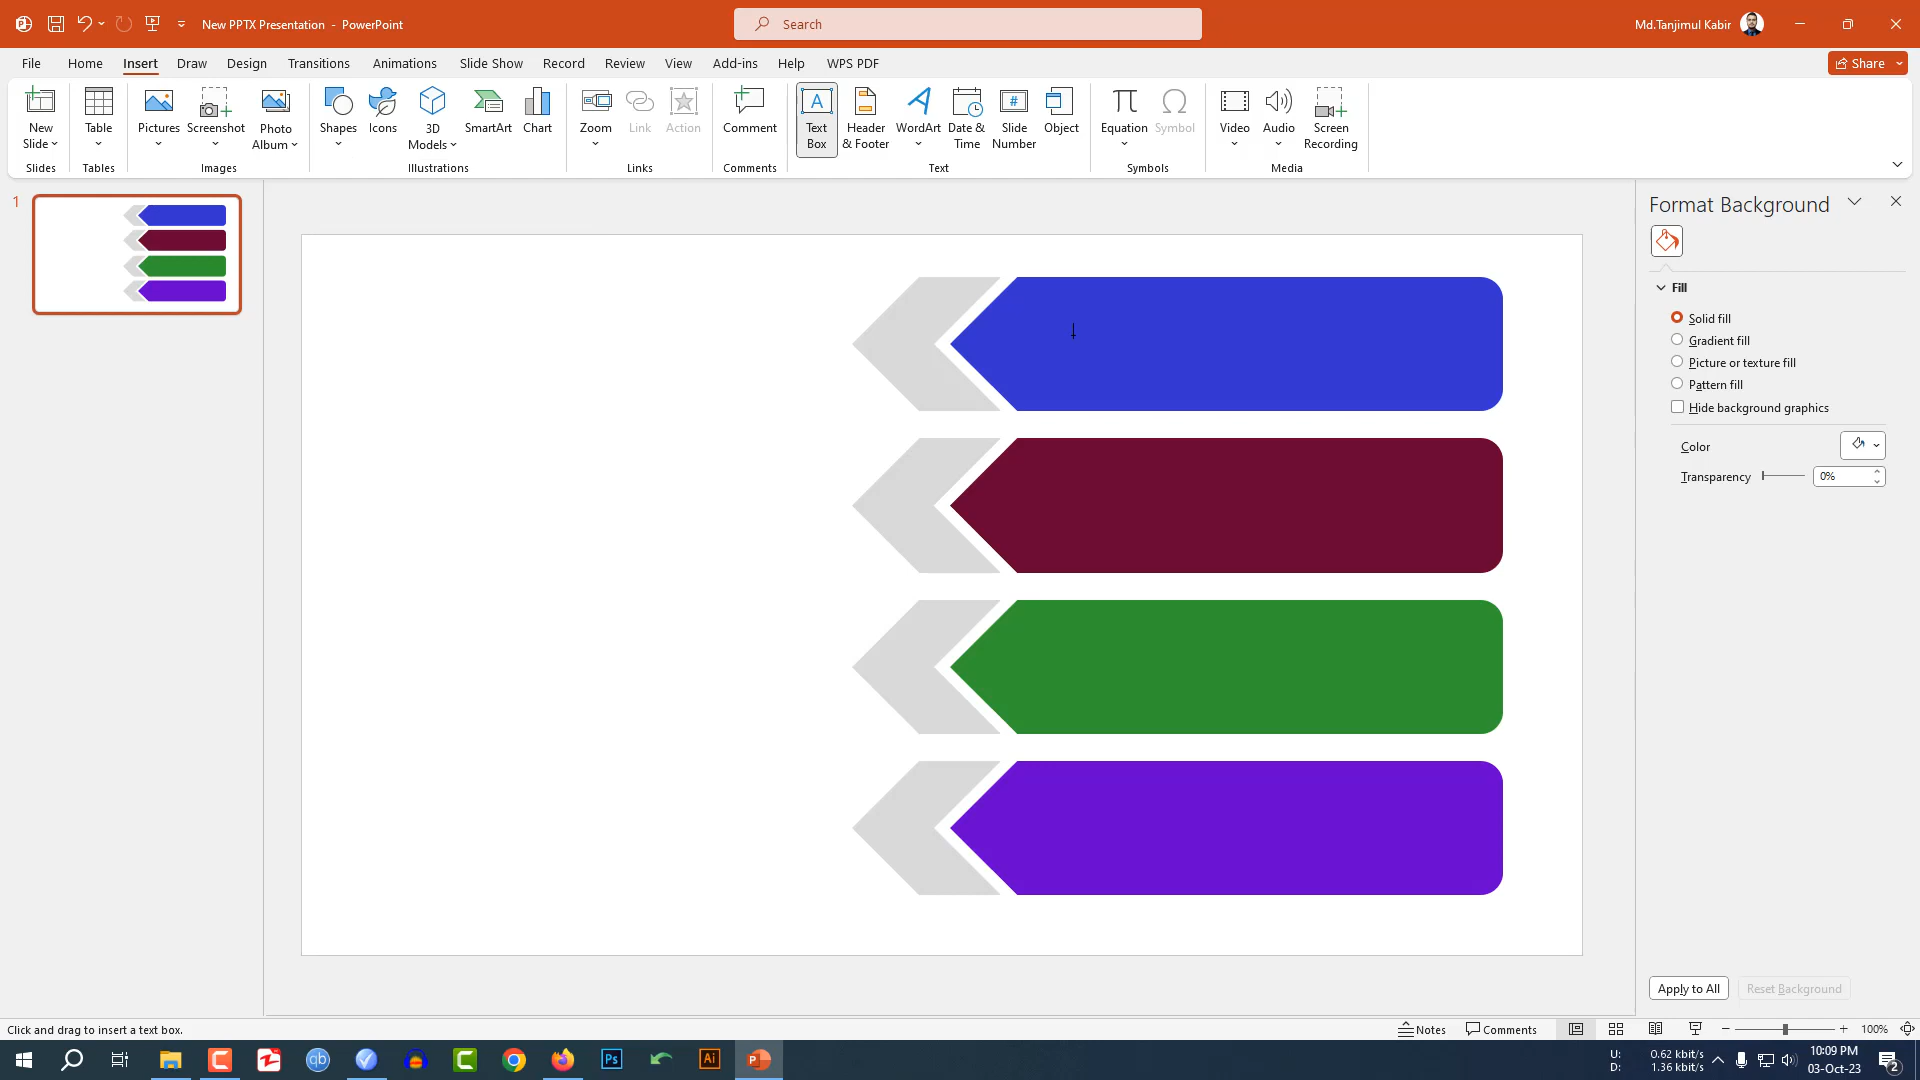 New PPTX Presentation - PowerPoint
Search
Md.Tanjimul Kabir
File Home Insert Draw Design Transitions Animations Slide Show Record Review View Add-ins Help WPS PDF
Share
New Slide
Table
Pictures
Screenshot
Photo Album
Shapes
Icons
3D Models
SmartArt
Chart
Zoom
Link
Action
Comment
A
Text Box
Header & Footer
WordArt
Date & Time
#
Slide Number
Object
Equation
Symbol
Video
Audio
Screen Recording
Slides Tables Images Illustrations Links Comments Text Symbols Media
1
Format Background
Fill
Solid fill
Gradient fill
Picture or texture fill
Pattern fill
Hide background graphics
Color
Transparency 0%
Apply to All Reset Background
Click and drag to insert a text box.
Notes Comments 100%
qb
Ps
Ai
P
U: 0.62 kbit/s
D: 1.36 kbit/s
10:09 PM
03-Oct-23
2